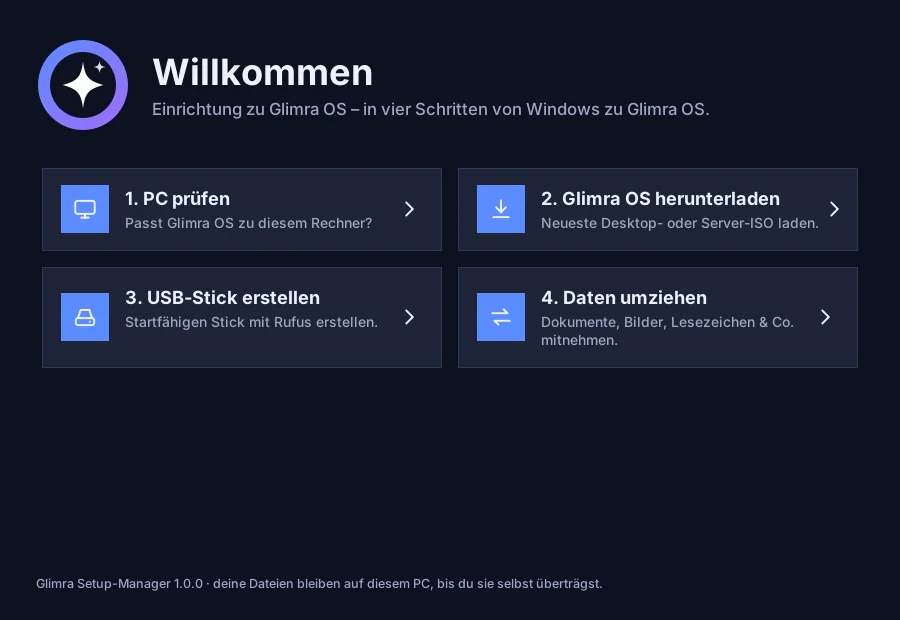 Willkommen
Einrichtung zu Glimra OS – in vier Schritten von Windows zu Glimra OS.
1. PC prüfen
Passt Glimra OS zu diesem Rechner?
2. Glimra OS herunterladen
Neueste Desktop- oder Server-ISO laden.
3. USB-Stick erstellen
Startfähigen Stick mit Rufus erstellen.
4. Daten umziehen
Dokumente, Bilder, Lesezeichen & Co.
mitnehmen.
Glimra Setup-Manager 1.0.0 · deine Dateien bleiben auf diesem PC, bis du sie selbst überträgst.